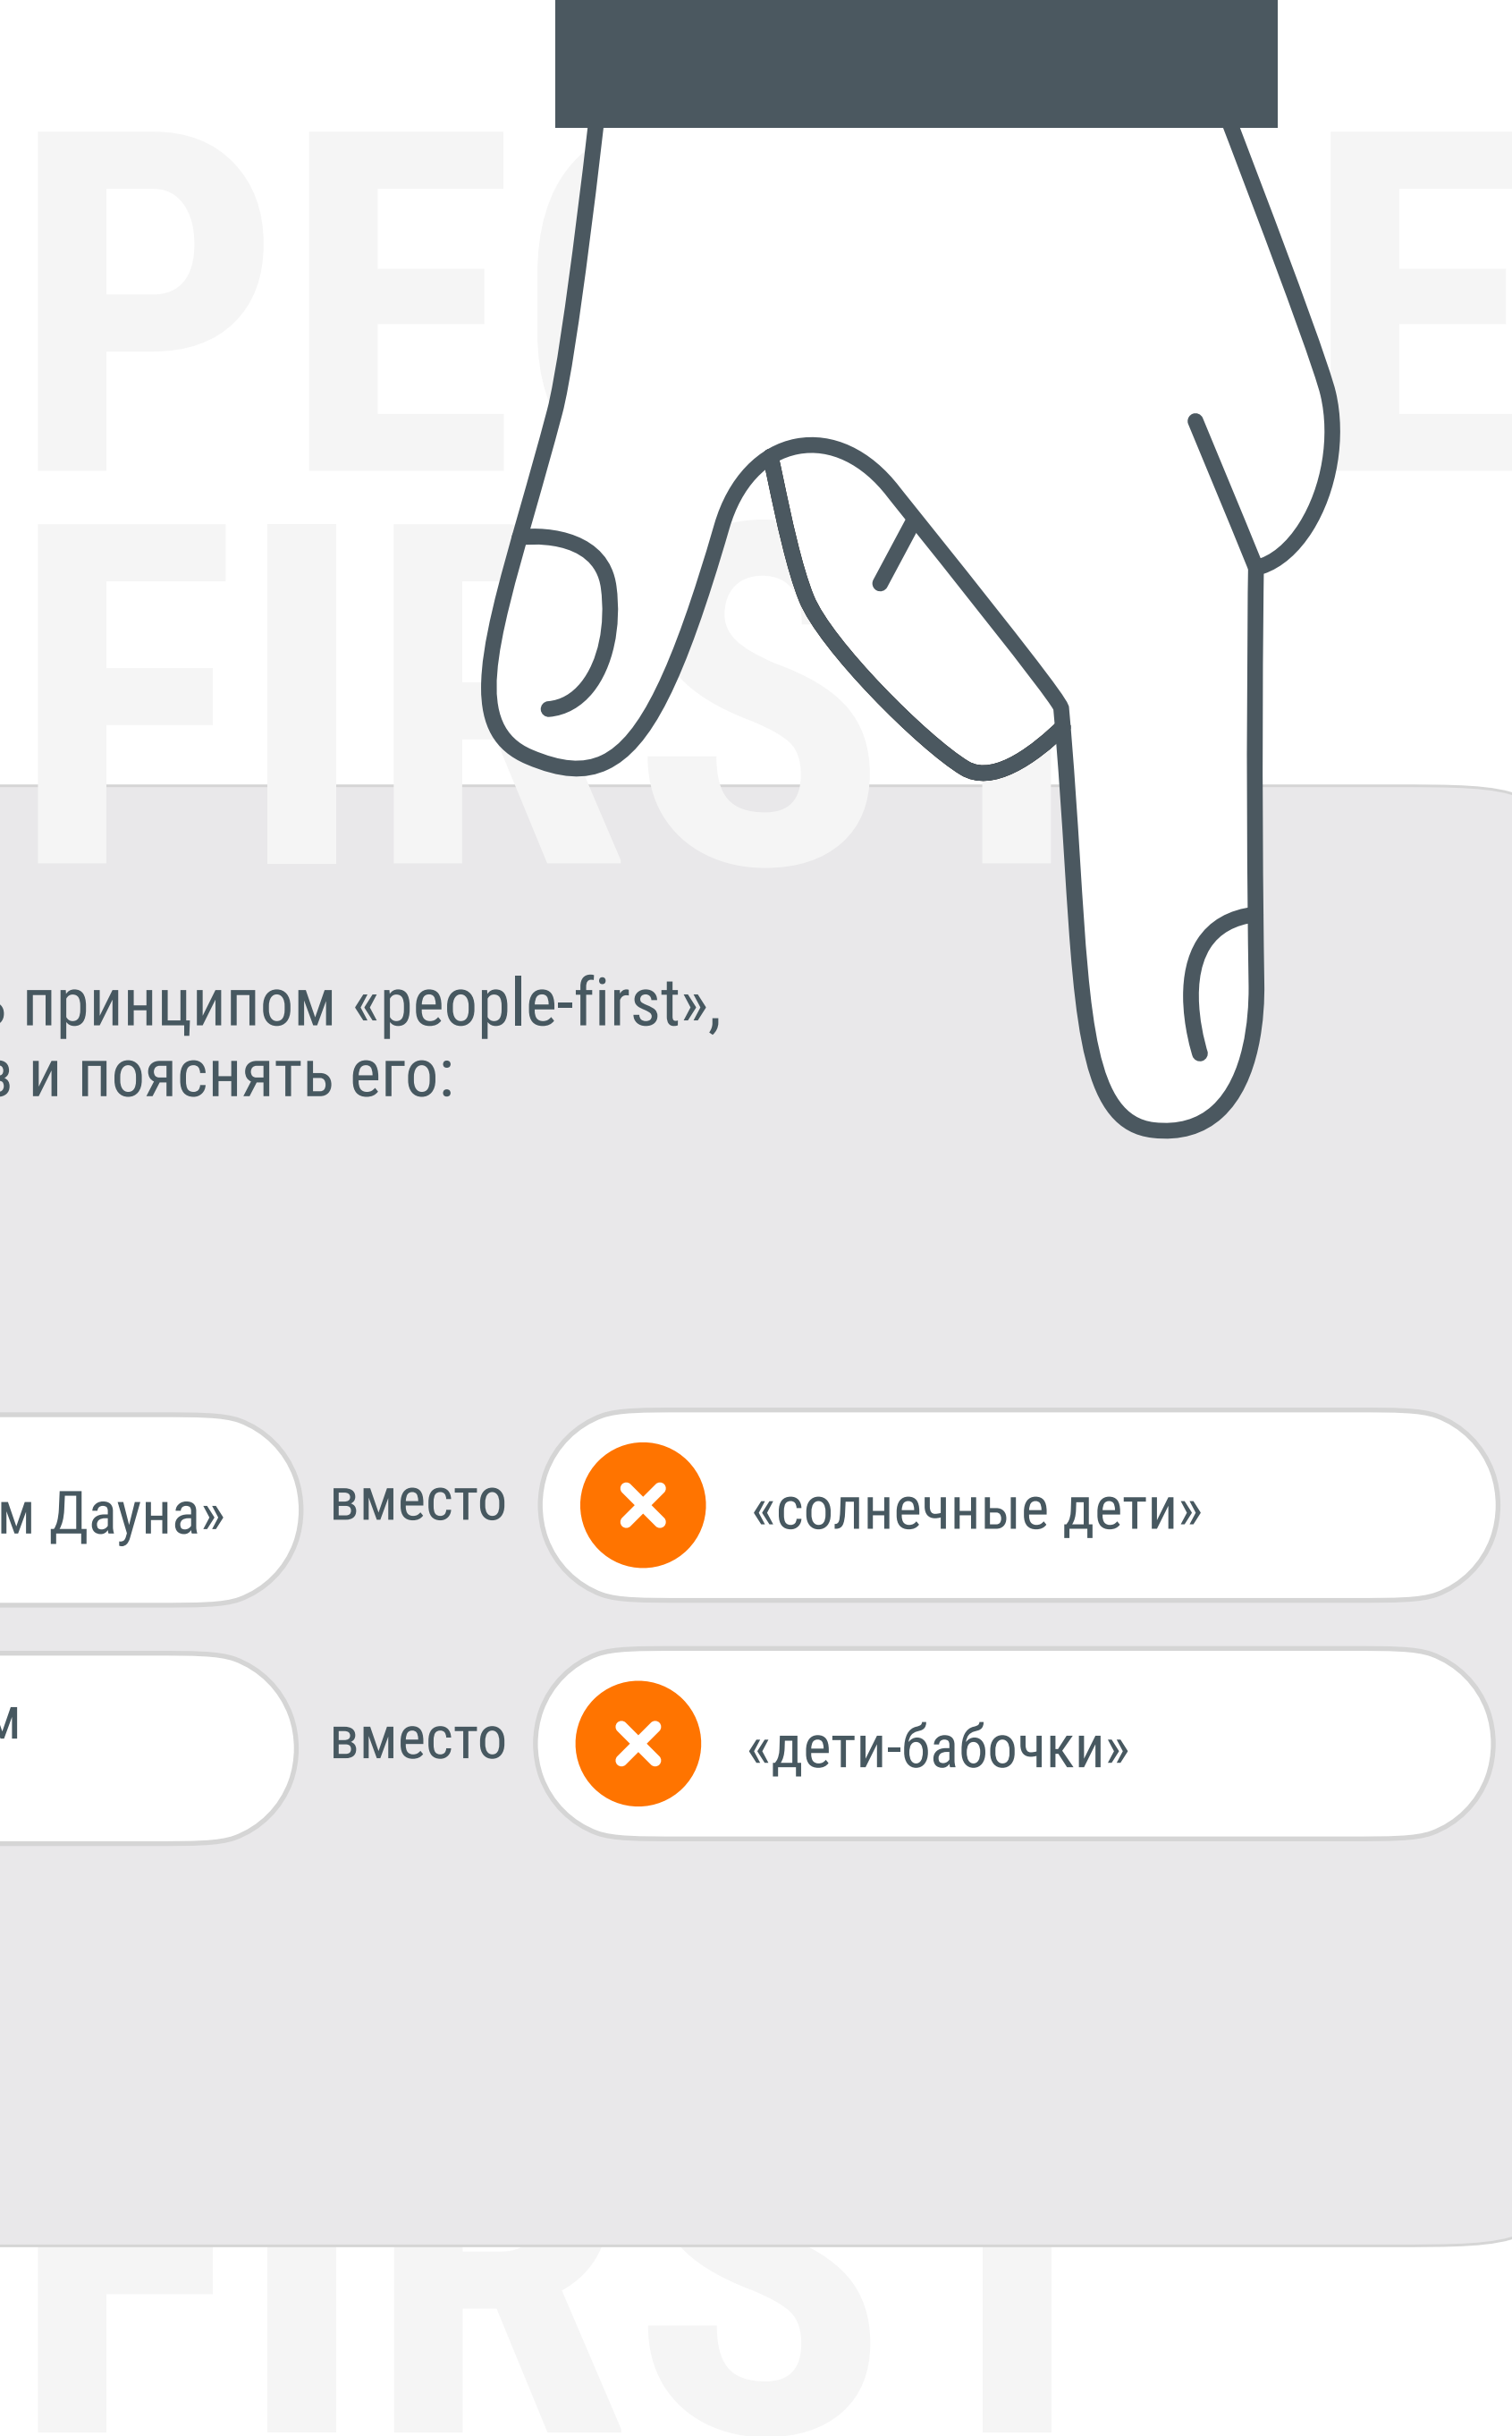 PEOPLE
FIRST
принципом «people-first»,
и пояснять его:
Дауна»
вместо
«солнечные дети»
вместо
«дети-бабочки»
FIRST